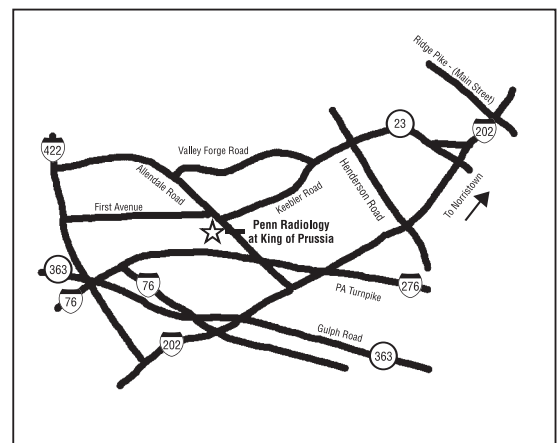 Ridge Pike - (Main Street)
23
202
422
Valley Forge Road
Allendale Road
Henderson Road
To Norristown
First Avenue
Keebler Road
Penn Radiology
at King of Prussia
363
76
76
PA Turnpike
276
202
Gulph Road
363